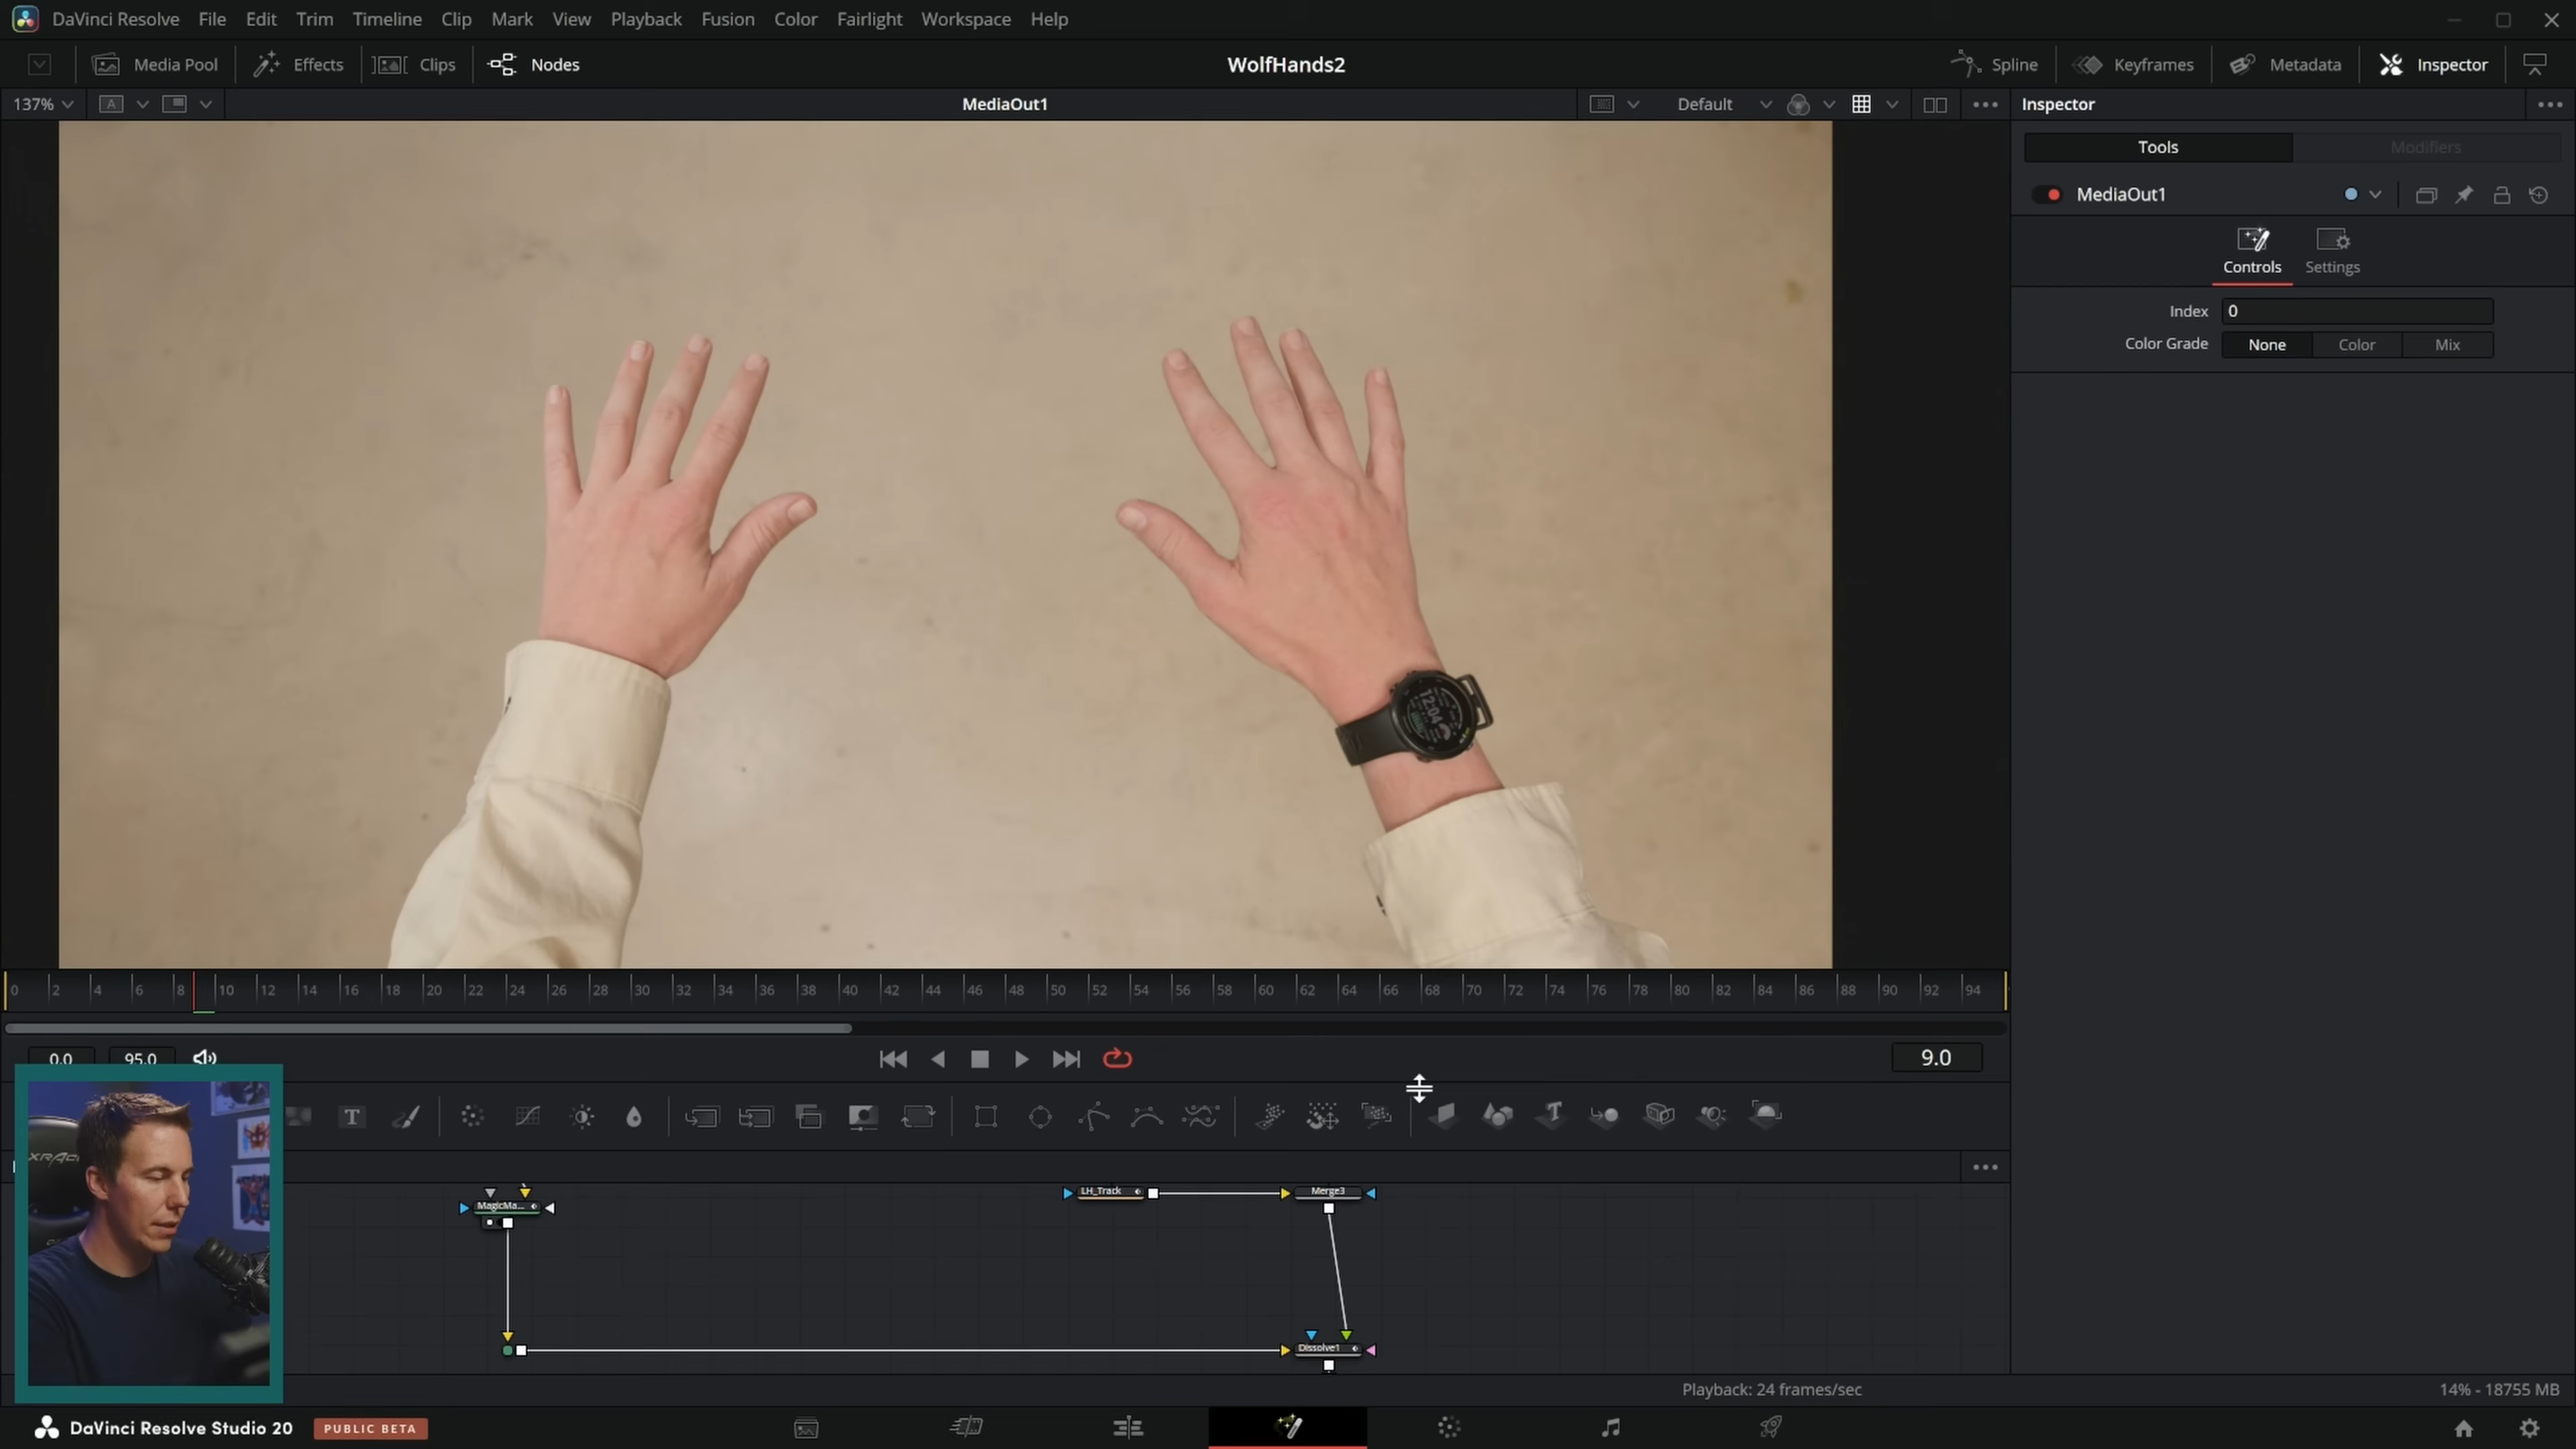 DaVinci Resolve File Edit Trim Timeline Clip Mark View Playback Fusion Color Fairlight Workspace Help
Media Pool Effects Clips Nodes WolfHands2 Spline Keyframes Metadata Inspector
137% A MediaOut1 Default Inspector
Tools Modifiers
MediaOut1
Controls Settings
Index 0
Color Grade None Color Mix
12:04
0 2 4 6 8 10 12 14 16 18 20 22 24 26 28 30 32 34 36 38 40 42 44 46 48 50 52 54 56 58 60 62 64 66 68 70 72 74 76 78 80 82 84 86 88 90 92 94
0.0 95.0 9.0
T T
XRAC
LH_Track Merge3
MagicMa...
Dissolve1
Playback: 24 frames/sec 14% - 18755 MB
DaVinci Resolve Studio 20 PUBLIC BETA